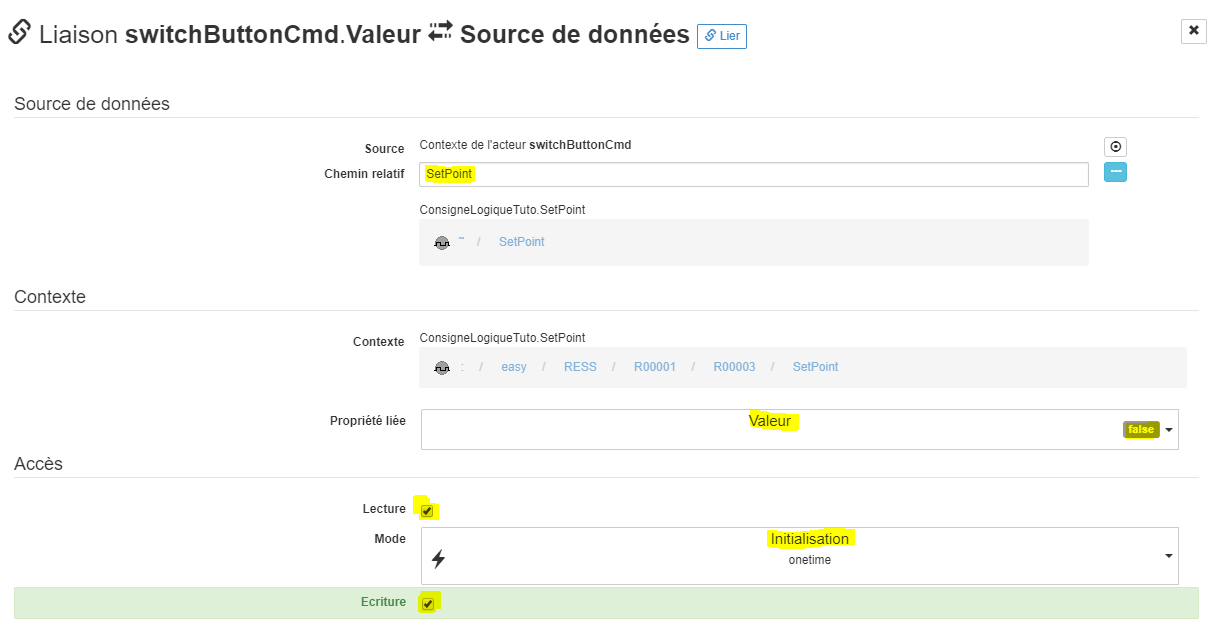 Liaison switchButtonCmd.Valeur Source de données Lier
Source de données
Source Contexte de l'acteur switchButtonCmd
Chemin relatif SetPoint
ConsigneLogiqueTuto.SetPoint
~ / SetPoint
Contexte
Contexte ConsigneLogiqueTuto.SetPoint
: / easy / RESS / R00001 / R00003 / SetPoint
Propriété liée Valeur false
Accès
Lecture
Mode Initialisation
onetime
Ecriture